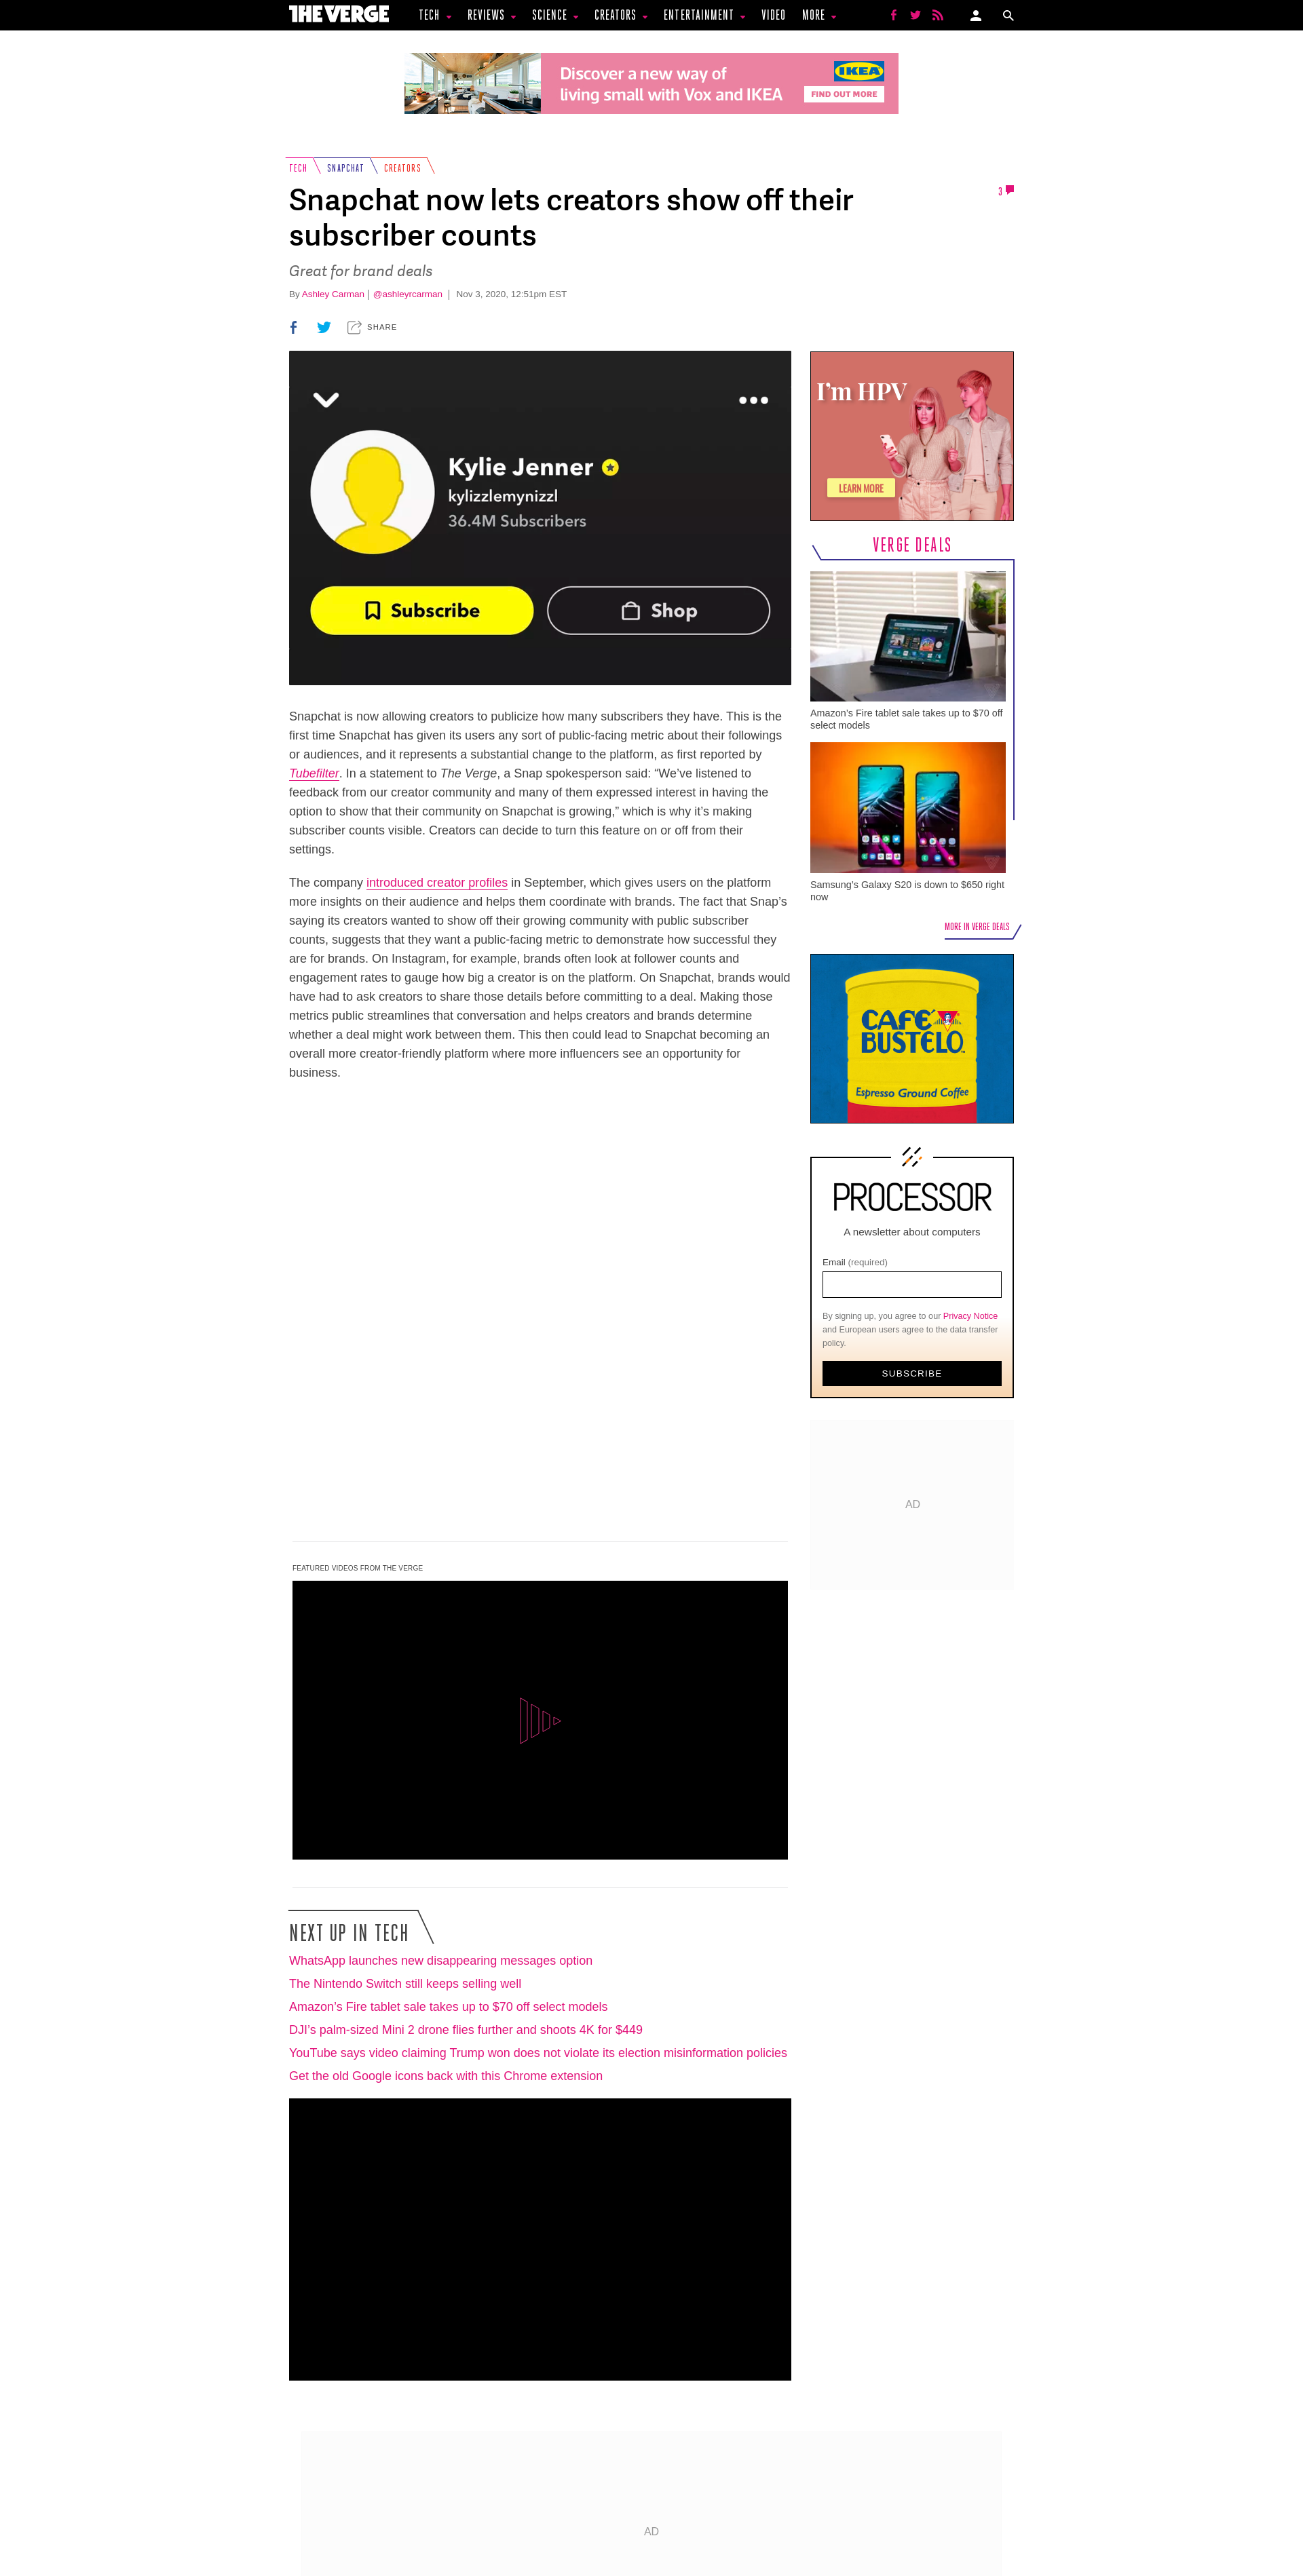 THE VERGE
TECH REVIEWS SCIENCE CREATORS ENTERTAINMENT VIDEO MORE
Discover a new way of
living small with Vox and IKEA
IKEA
FIND OUT MORE
TECH SNAPCHAT CREATORS
Snapchat now lets creators show off their
subscriber counts
3
Great for brand deals
By Ashley Carman | @ashleyrcarman | Nov 3, 2020, 12:51pm EST
SHARE
Kylie Jenner
kylizzlemynizzl
36.4M Subscribers
Subscribe
Shop
Snapchat is now allowing creators to publicize how many subscribers they have. This is the
first time Snapchat has given its users any sort of public-facing metric about their followings
or audiences, and it represents a substantial change to the platform, as first reported by
Tubefilter. In a statement to The Verge, a Snap spokesperson said: “We’ve listened to
feedback from our creator community and many of them expressed interest in having the
option to show that their community on Snapchat is growing,” which is why it’s making
subscriber counts visible. Creators can decide to turn this feature on or off from their
settings.
The company introduced creator profiles in September, which gives users on the platform
more insights on their audience and helps them coordinate with brands. The fact that Snap’s
saying its creators wanted to show off their growing community with public subscriber
counts, suggests that they want a public-facing metric to demonstrate how successful they
are for brands. On Instagram, for example, brands often look at follower counts and
engagement rates to gauge how big a creator is on the platform. On Snapchat, brands would
have had to ask creators to share those details before committing to a deal. Making those
metrics public streamlines that conversation and helps creators and brands determine
whether a deal might work between them. This then could lead to Snapchat becoming an
overall more creator-friendly platform where more influencers see an opportunity for
business.
I’m HPV
LEARN MORE
VERGE DEALS
Amazon’s Fire tablet sale takes up to $70 off
select models
Samsung’s Galaxy S20 is down to $650 right
now
MORE IN VERGE DEALS
CAFÉ
BUSTELO
Espresso Ground Coffee
PROCESSOR
A newsletter about computers
Email (required)
By signing up, you agree to our Privacy Notice
and European users agree to the data transfer
policy.
SUBSCRIBE
AD
FEATURED VIDEOS FROM THE VERGE
NEXT UP IN TECH
WhatsApp launches new disappearing messages option
The Nintendo Switch still keeps selling well
Amazon’s Fire tablet sale takes up to $70 off select models
DJI’s palm-sized Mini 2 drone flies further and shoots 4K for $449
YouTube says video claiming Trump won does not violate its election misinformation policies
Get the old Google icons back with this Chrome extension
AD